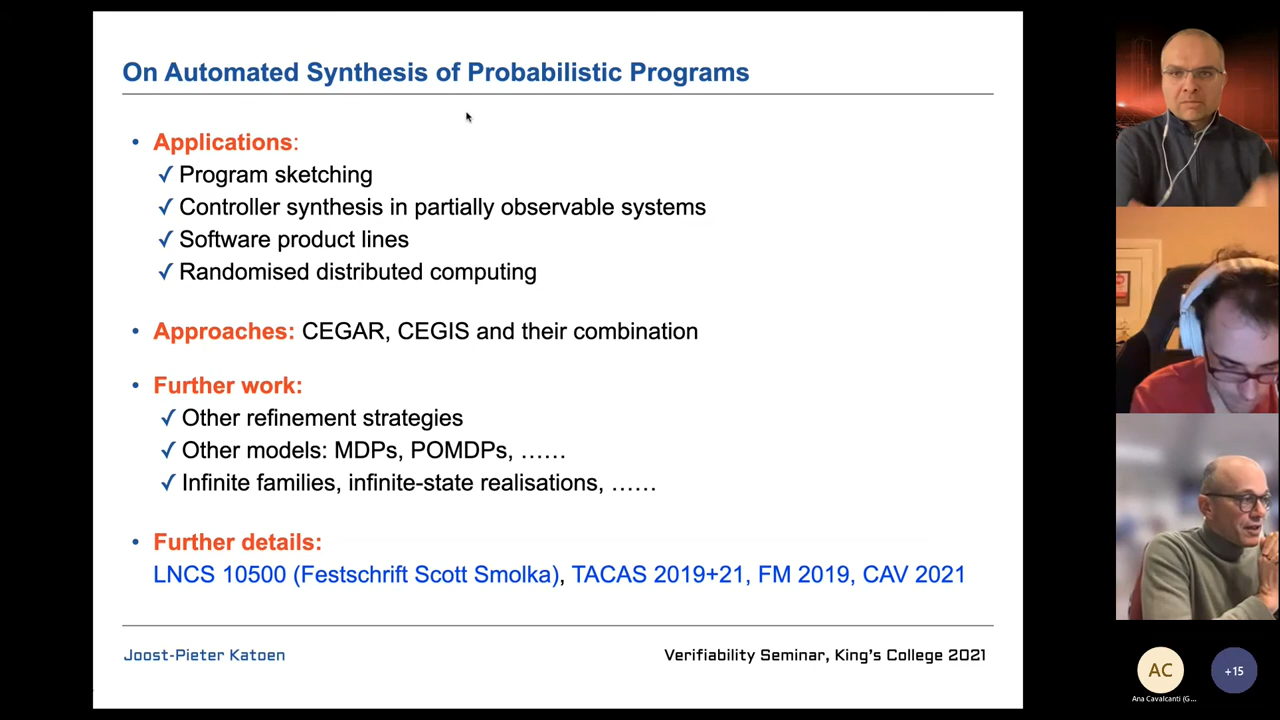 On Automated Synthesis of Probabilistic Programs
• Applications:
✓ Program sketching
✓ Controller synthesis in partially observable systems
✓ Software product lines
✓ Randomised distributed computing
• Approaches: CEGAR, CEGIS and their combination
• Further work:
✓ Other refinement strategies
✓ Other models: MDPs, POMDPs, ……
✓ Infinite families, infinite-state realisations, ……
• Further details:
LNCS 10500 (Festschrift Scott Smolka), TACAS 2019+21, FM 2019, CAV 2021
Joost-Pieter Katoen
Verifiability Seminar, King's College 2021
AC
+15
Ana Cavalcanti (G...